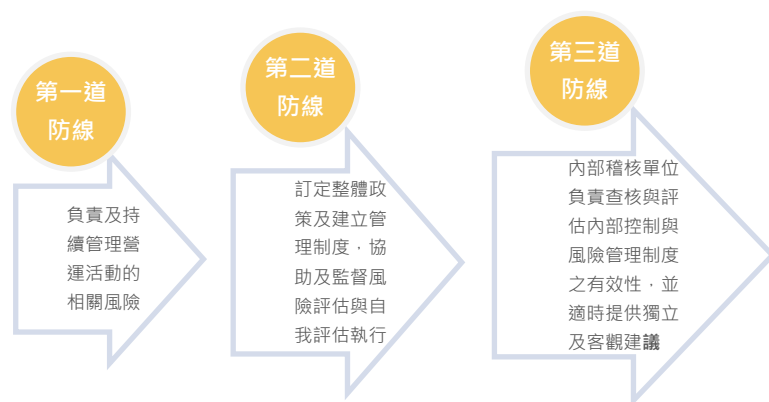 第一道
防線
負責及持
續管理營
運活動的
相關風險
第二道
防線
訂定整體政
策及建立管
理制度，協
助及監督風
險評估與自
我評估執行
第三道
防線
內部稽核單位
負責查核與評
估內部控制與
風險管理制度
之有效性，並
適時提供獨立
及客觀建議